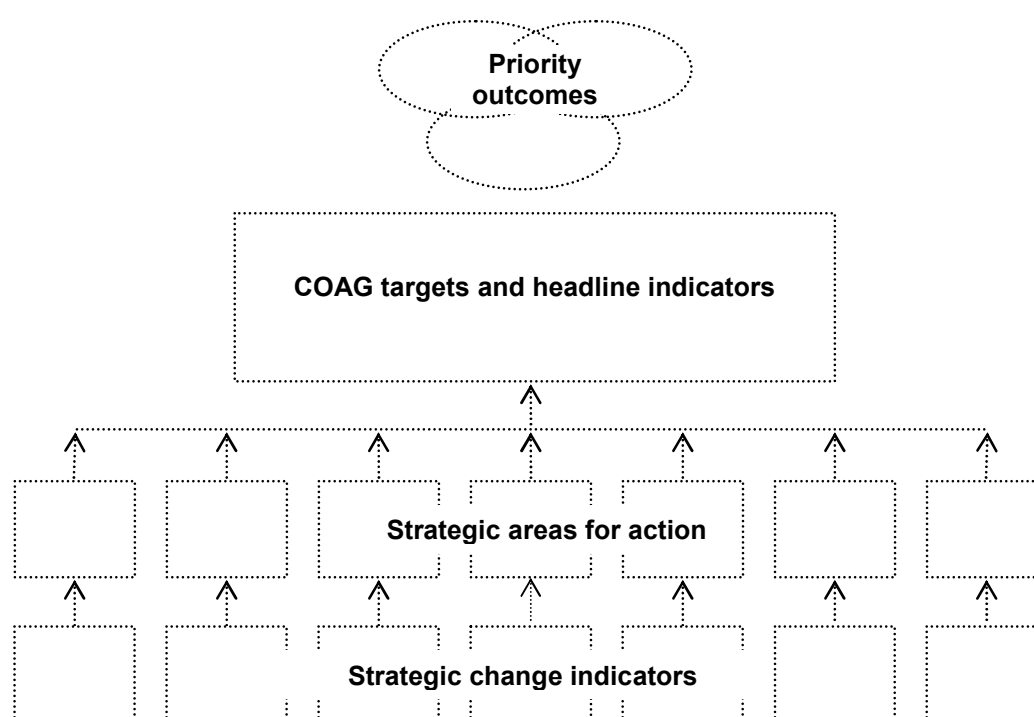 Priority
outcomes
COAG targets and headline indicators
Strategic areas for action
Strategic change indicators